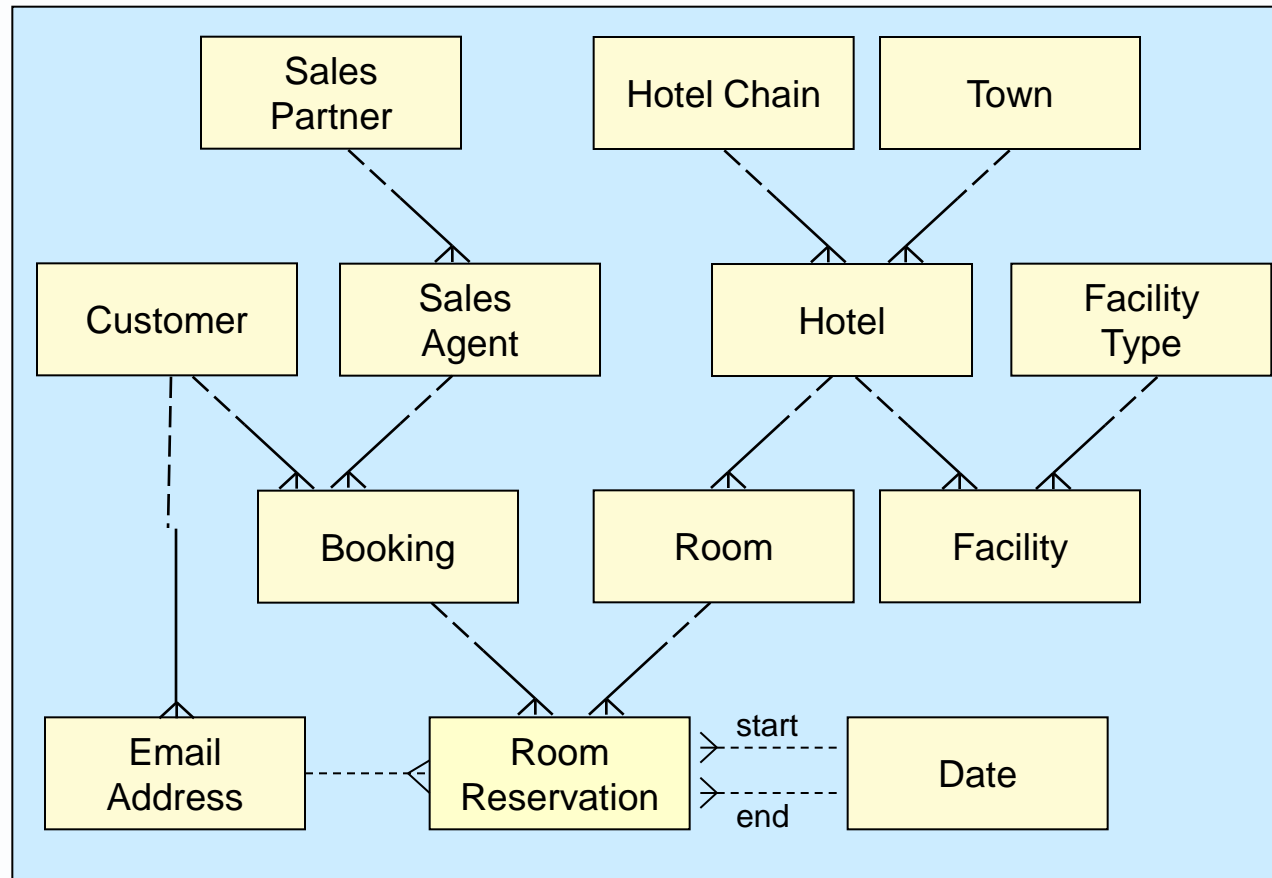 Sales
Partner
Hotel Chain
Town
Customer
Sales
Agent
Hotel
Facility
Type
Booking
Room
Facility
Email
Address
Room
Reservation
start
end
Date